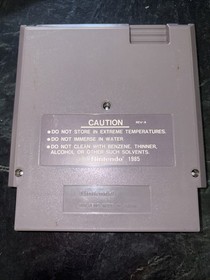 CAUTION
● DO NOT STORE IN EXTREME TEMPERATURES.
● DO NOT IMMERSE IN WATER.
● DO NOT CLEAN WITH BENZENE, THINNER,
ALCOHOL OR OTHER SUCH SOLVENTS.
Nintendo 1985
Nintendo